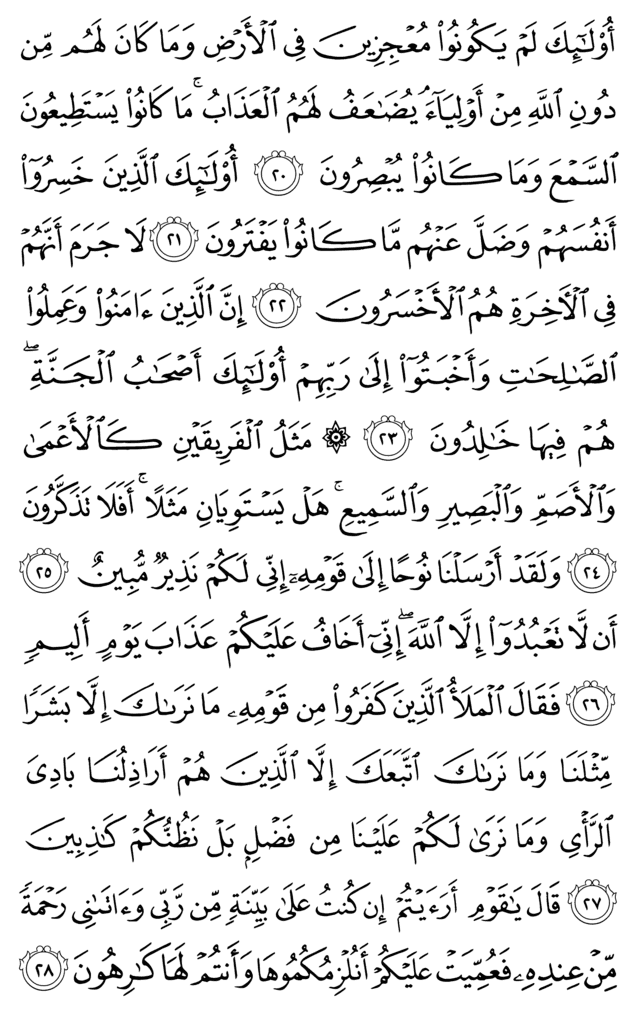 أُوْلَٰٓئِكَ لَمۡ يَكُونُواْ مُعۡجِزِينَ فِي ٱلۡأَرۡضِ وَمَا كَانَ لَهُم مِّن
دُونِ ٱللَّهِ مِنۡ أَوۡلِيَآءَۘ يُضَٰعَفُ لَهُمُ ٱلۡعَذَابُۚ مَا كَانُواْ يَسۡتَطِيعُونَ
ٱلسَّمۡعَ وَمَا كَانُواْ يُبۡصِرُونَ ٢٠ أُوْلَٰٓئِكَ ٱلَّذِينَ خَسِرُوٓاْ
أَنفُسَهُمۡ وَضَلَّ عَنۡهُم مَّا كَانُواْ يَفۡتَرُونَ ٢١ لَا جَرَمَ أَنَّهُمۡ
فِي ٱلۡأٓخِرَةِ هُمُ ٱلۡأَخۡسَرُونَ ٢٢ إِنَّ ٱلَّذِينَ ءَامَنُواْ وَعَمِلُواْ
ٱلصَّٰلِحَٰتِ وَأَخۡبَتُوٓاْ إِلَىٰ رَبِّهِمۡ أُوْلَٰٓئِكَ أَصۡحَٰبُ ٱلۡجَنَّةِۖ
هُمۡ فِيهَا خَٰلِدُونَ ٢٣ ۞ مَثَلُ ٱلۡفَرِيقَيۡنِ كَٱلۡأَعۡمَىٰ
وَٱلۡأَصَمِّ وَٱلۡبَصِيرِ وَٱلسَّمِيعِۚ هَلۡ يَسۡتَوِيَانِ مَثَلًاۚ أَفَلَا تَذَكَّرُونَ
٢٤ وَلَقَدۡ أَرۡسَلۡنَا نُوحًا إِلَىٰ قَوۡمِهِۦٓ إِنِّي لَكُمۡ نَذِيرٞ مُّبِينٌ ٢٥
أَن لَّا تَعۡبُدُوٓاْ إِلَّا ٱللَّهَۖ إِنِّيٓ أَخَافُ عَلَيۡكُمۡ عَذَابَ يَوۡمٍ أَلِيمٖ
٢٦ فَقَالَ ٱلۡمَلَأُ ٱلَّذِينَ كَفَرُواْ مِن قَوۡمِهِۦ مَا نَرَىٰكَ إِلَّا بَشَرٗا
مِّثۡلَنَا وَمَا نَرَىٰكَ ٱتَّبَعَكَ إِلَّا ٱلَّذِينَ هُمۡ أَرَاذِلُنَا بَادِيَ
ٱلرَّأۡيِ وَمَا نَرَىٰ لَكُمۡ عَلَيۡنَا مِن فَضۡلِۭ بَلۡ نَظُنُّكُمۡ كَٰذِبِينَ
٢٧ قَالَ يَٰقَوۡمِ أَرَءَيۡتُمۡ إِن كُنتُ عَلَىٰ بَيِّنَةٖ مِّن رَّبِّي وَءَاتَىٰنِي رَحۡمَةٗ
مِّنۡ عِندِهِۦ فَعُمِّيَتۡ عَلَيۡكُمۡ أَنُلۡزِمُكُمُوهَا وَأَنتُمۡ لَهَا كَٰرِهُونَ ٢٨